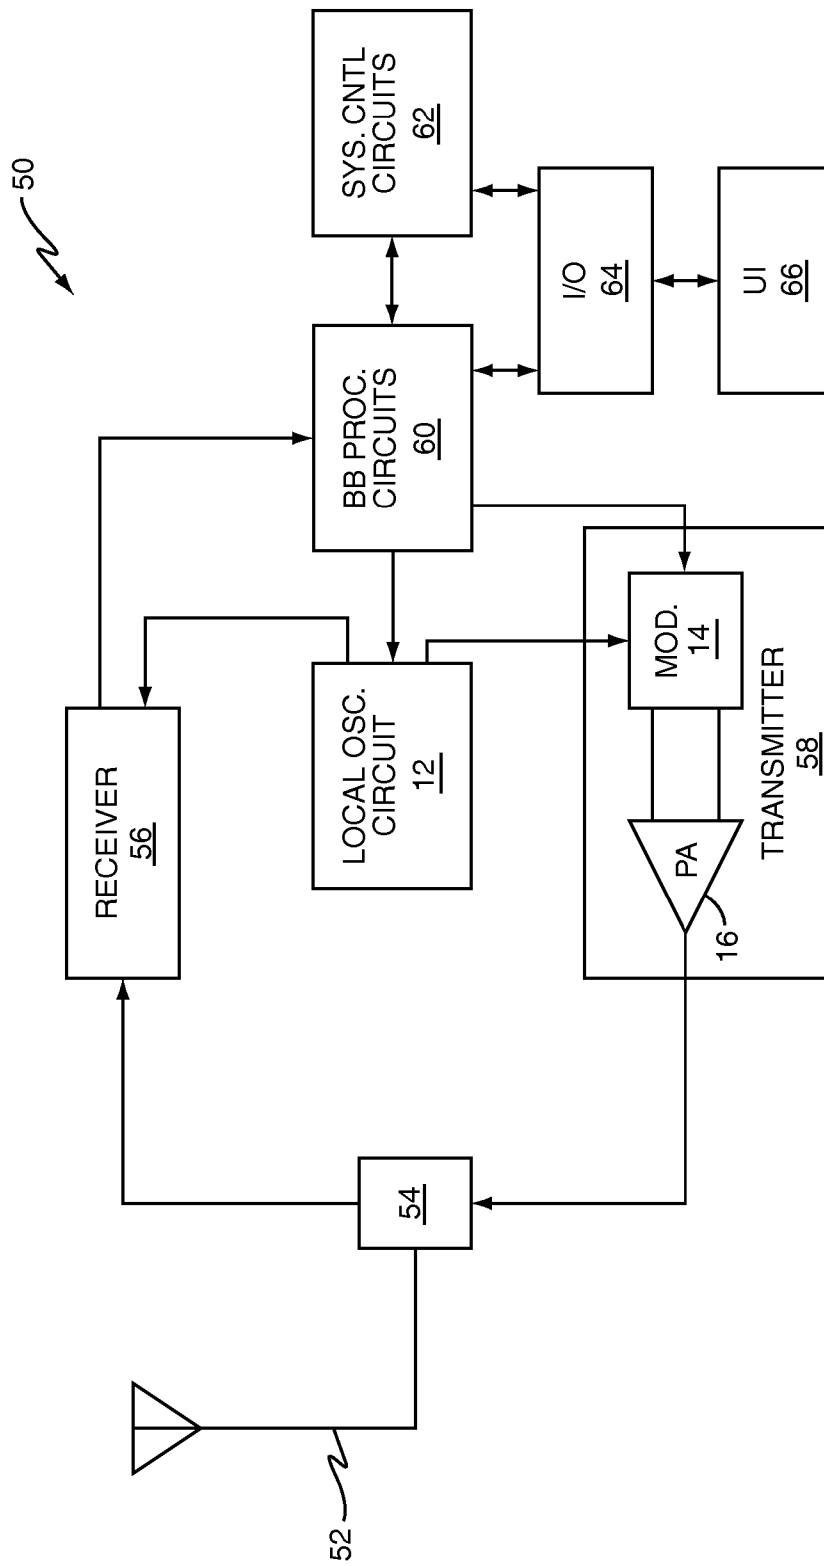 50
RECEIVER
56
SYS. CNTL
CIRCUITS
62
BB PROC.
CIRCUITS
60
LOCAL OSC.
CIRCUIT
12
54
52
I/O
64
UI
66
MOD.
14
PA
16
TRANSMITTER
58